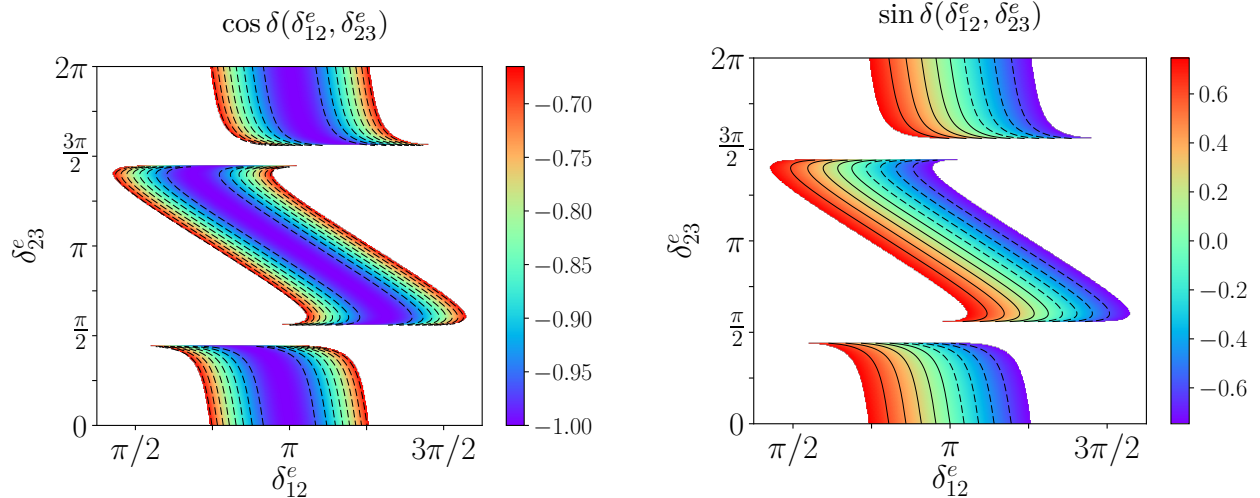 cos δ(δ^e_12, δ^e_23)
2π
3π/2
π
π/2
0
δ^e_23
π/2 π 3π/2
δ^e_12
−0.70
−0.75
−0.80
−0.85
−0.90
−0.95
−1.00
sin δ(δ^e_12, δ^e_23)
2π
3π/2
π
π/2
0
δ^e_23
π/2 π 3π/2
δ^e_12
0.6
0.4
0.2
0.0
−0.2
−0.4
−0.6